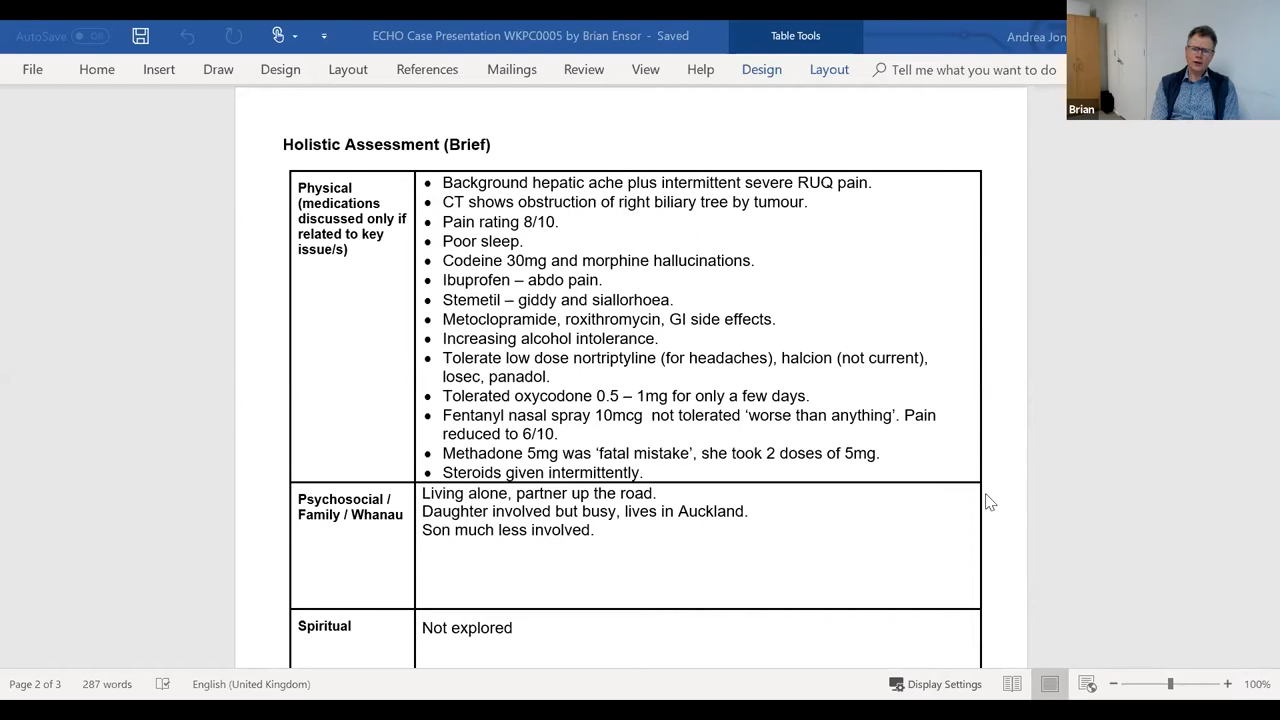 AutoSave Off
ECHO Case Presentation WKPC0005 by Brian Ensor - Saved
Table Tools
Andrea Jon
File Home Insert Draw Design Layout References Mailings Review View Help Design Layout Tell me what you want to do
Brian
Holistic Assessment (Brief)
Physical
(medications
discussed only if
related to key
issue/s)
• Background hepatic ache plus intermittent severe RUQ pain.
• CT shows obstruction of right biliary tree by tumour.
• Pain rating 8/10.
• Poor sleep.
• Codeine 30mg and morphine hallucinations.
• Ibuprofen – abdo pain.
• Stemetil – giddy and siallorhoea.
• Metoclopramide, roxithromycin, GI side effects.
• Increasing alcohol intolerance.
• Tolerate low dose nortriptyline (for headaches), halcion (not current),
losec, panadol.
• Tolerated oxycodone 0.5 – 1mg for only a few days.
• Fentanyl nasal spray 10mcg not tolerated ‘worse than anything’. Pain
reduced to 6/10.
• Methadone 5mg was ‘fatal mistake’, she took 2 doses of 5mg.
• Steroids given intermittently.
Psychosocial /
Family / Whanau
Living alone, partner up the road.
Daughter involved but busy, lives in Auckland.
Son much less involved.
Spiritual
Not explored
Page 2 of 3 287 words English (United Kingdom) Display Settings 100%